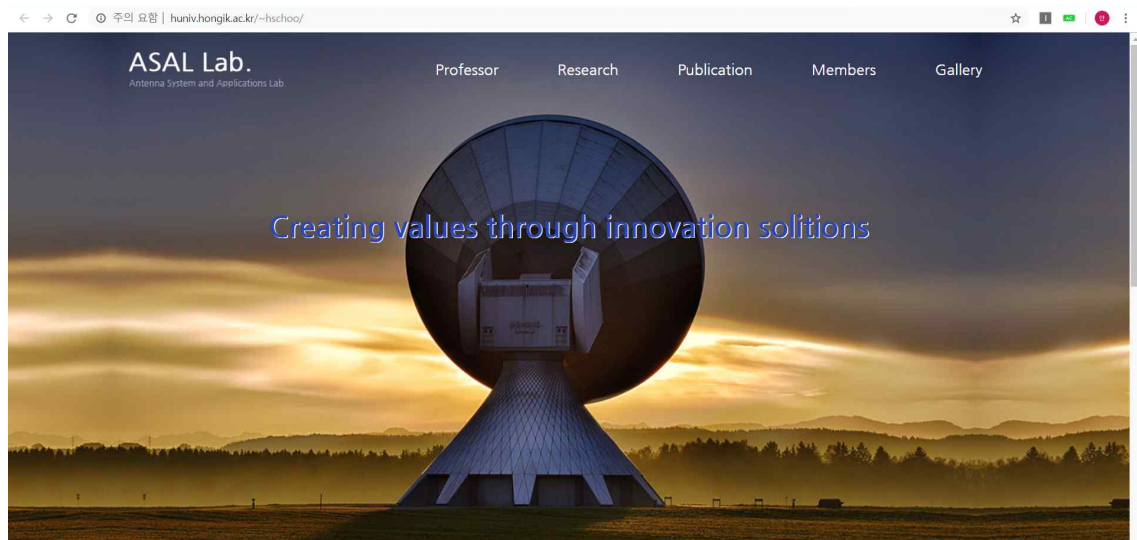 주의 요함 | huniv.hongik.ac.kr/~hschoo/
ASAL Lab.
Antenna System and Applications Lab.
Professor Research Publication Members Gallery
Creating values through innovation solitions